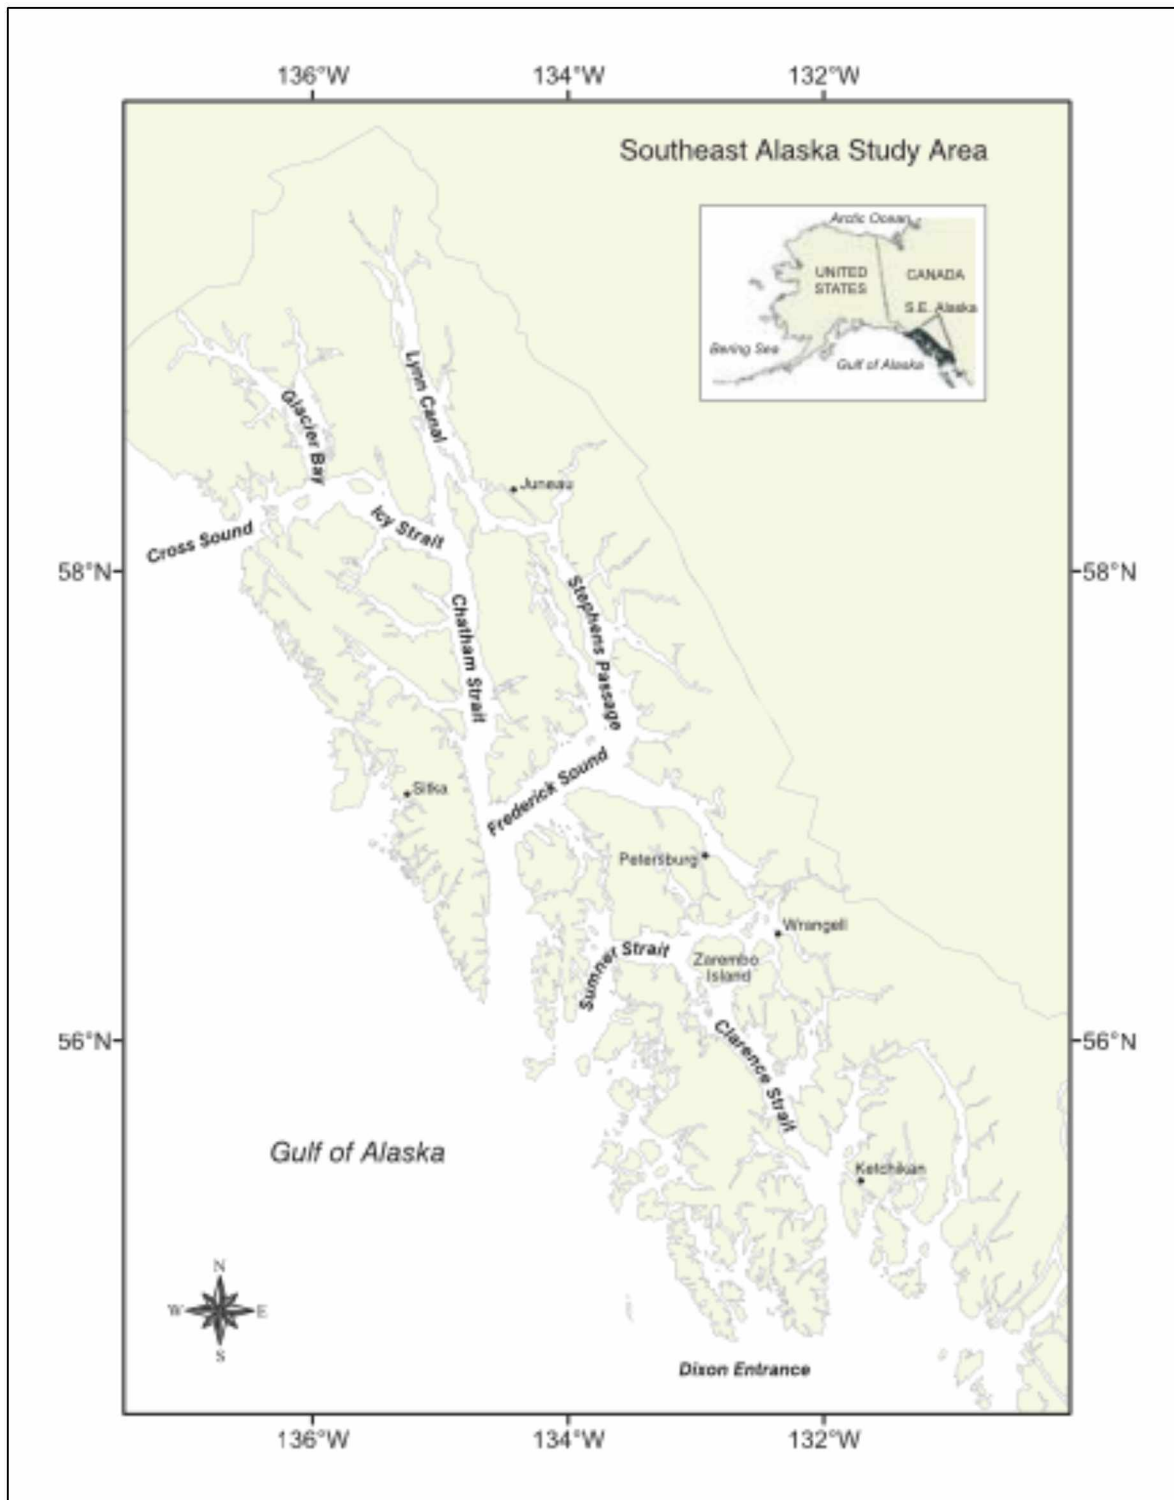 136°W 134°W 132°W
Southeast Alaska Study Area
Arctic Ocean
UNITED
STATES
CANADA
S.E. Alaska
Bering Sea
Gulf of Alaska
Lynn Canal
Glacier Bay
Juneau
Icy Strait
Cross Sound
58°N 58°N
Stephens Passage
Chatham Strait
Frederick Sound
Sitka
Petersburg
Wrangell
Sumner Strait
Zarembo
Island
56°N 56°N
Clarence Strait
Gulf of Alaska
Ketchikan
N
W E
S
Dixon Entrance
136°W 134°W 132°W